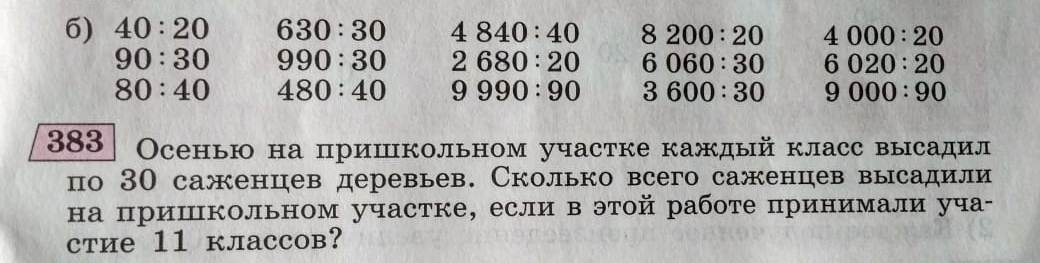 б) 40 : 20 630 : 30 4 840 : 40 8 200 : 20 4 000 : 20
90 : 30 990 : 30 2 680 : 20 6 060 : 30 6 020 : 20
80 : 40 480 : 40 9 990 : 90 3 600 : 30 9 000 : 90
383 Осенью на пришкольном участке каждый класс высадил
по 30 саженцев деревьев. Сколько всего саженцев высадили
на пришкольном участке, если в этой работе принимали уча-
стие 11 классов?